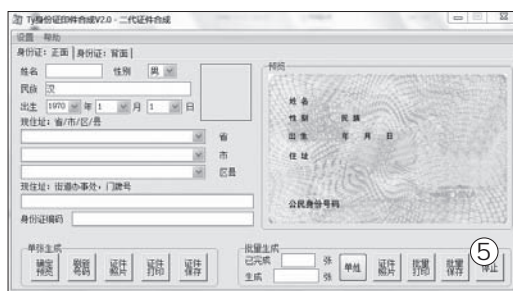 Ty身份证印件合成V2.0 - 二代证件合成
设置 帮助
身份证：正面 身份证：背面
姓名 性别 男
民族 汉
出生 1970 年 1 月 1 日
现住址：省/市/区/县
省
市
区县
现住址：街道办事处，门牌号
身份证编码
预览
姓名
性别 民族
出生 年 月 日
住址
公民身份号码
单张生成
确定预览 刷新号码 证件照片 证件打印 证件保存
批量生成
已完成 张
生成 张
单姓 证件照片 批量打印 批量保存 停止
⑤